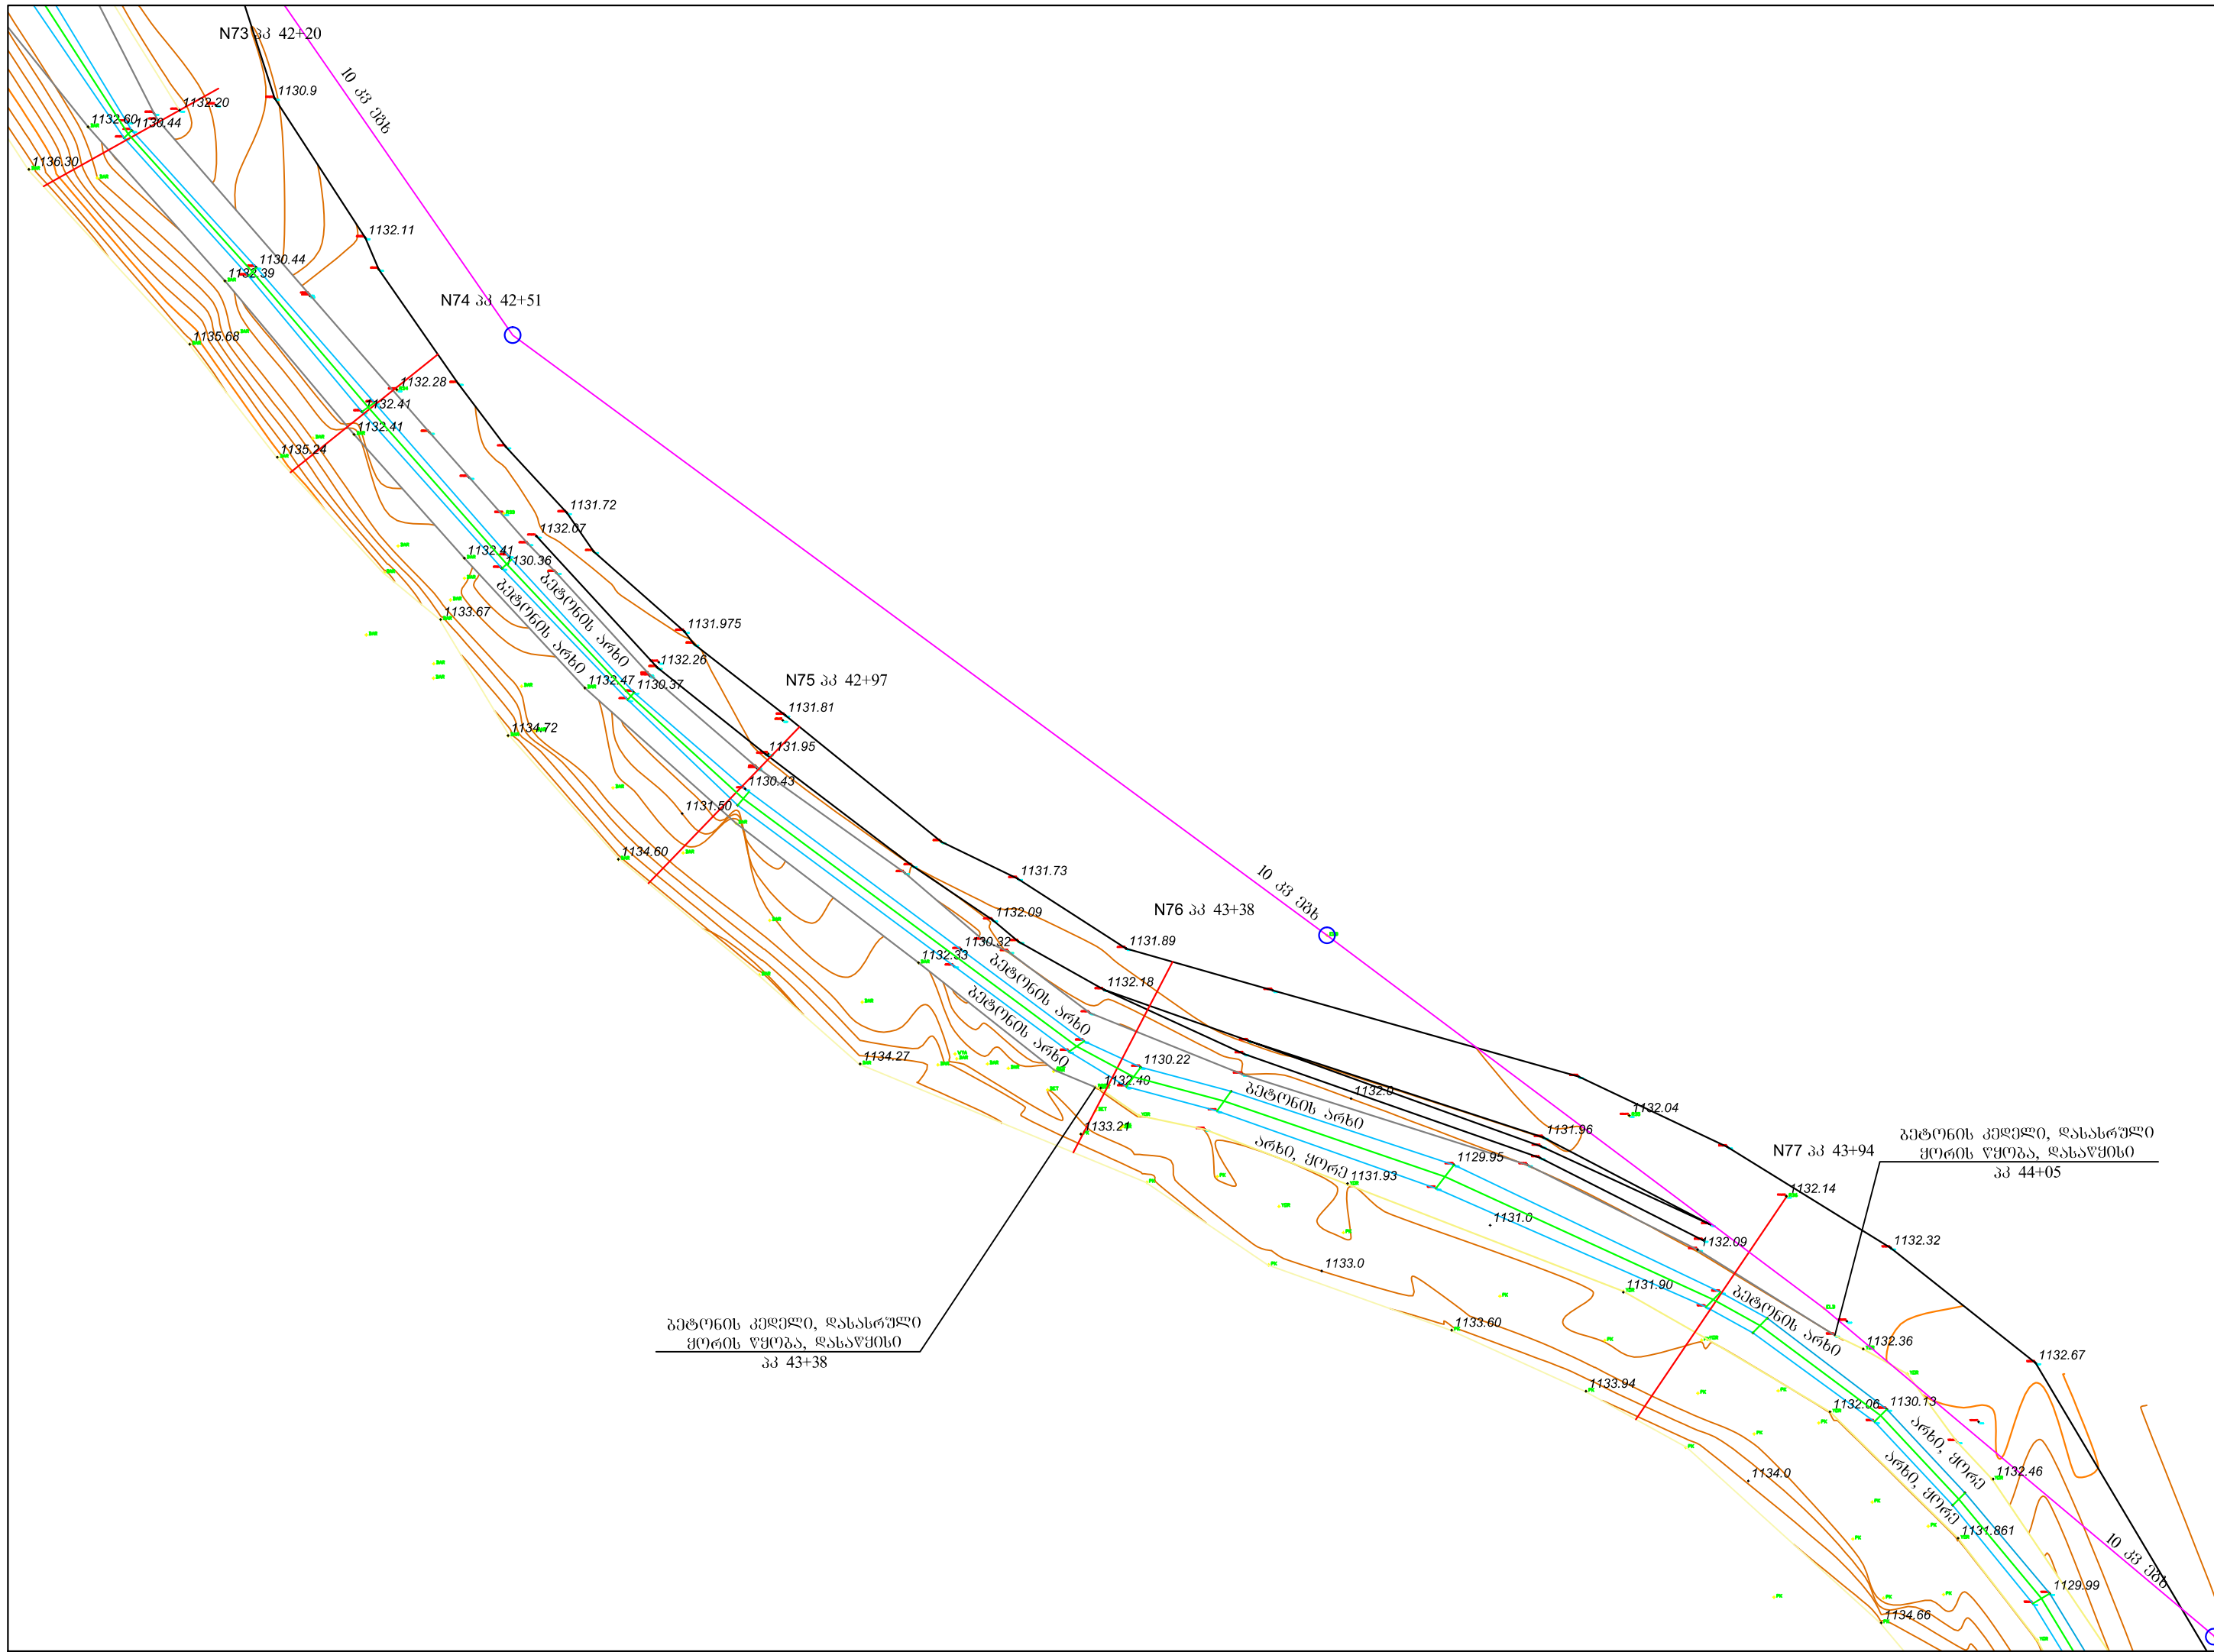 N73 პკ 42+20
10 კვ ეგხ
1130.9
1132.20
1132.60
1130.44
1136.30
1132.11
1130.44
1132.39
N74 პკ 42+51
1135.68
1132.28
1132.41
1132.41
1135.24
1131.72
1132.07
1132.41
1130.36
ბეტონის არხი
ბეტონის არხი
1133.67
1131.975
1132.26
1132.47
1130.37
N75 პკ 42+97
1131.81
1134.72
1131.95
1130.43
1131.50
1134.60
1131.73
10 კვ ეგხ
N76 პკ 43+38
1132.09
1131.89
1130.32
1132.33
ბეტონის არხი
ბეტონის არხი
1132.18
1134.27
1130.22
1132.40
1132.0
ბეტონის არხი
1132.04
1133.21
1131.96
არხი, ყორე
1129.95
1131.93
N77 პკ 43+94
ბეტონის კედელი, დასასრული
ყორის წყობა, დასაწყისი
პკ 44+05
1132.14
1131.0
1132.09
1132.32
1133.0
1131.90
ბეტონის არხი
ბეტონის კედელი, დასასრული
ყორის წყობა, დასაწყისი
პკ 43+38
1133.60
1132.36
1132.67
1133.94
1132.06
1130.13
არხი, ყორე
არხი, ყორე
1134.0
1132.46
1131.861
10 კვ ეგხ
1129.99
1134.66